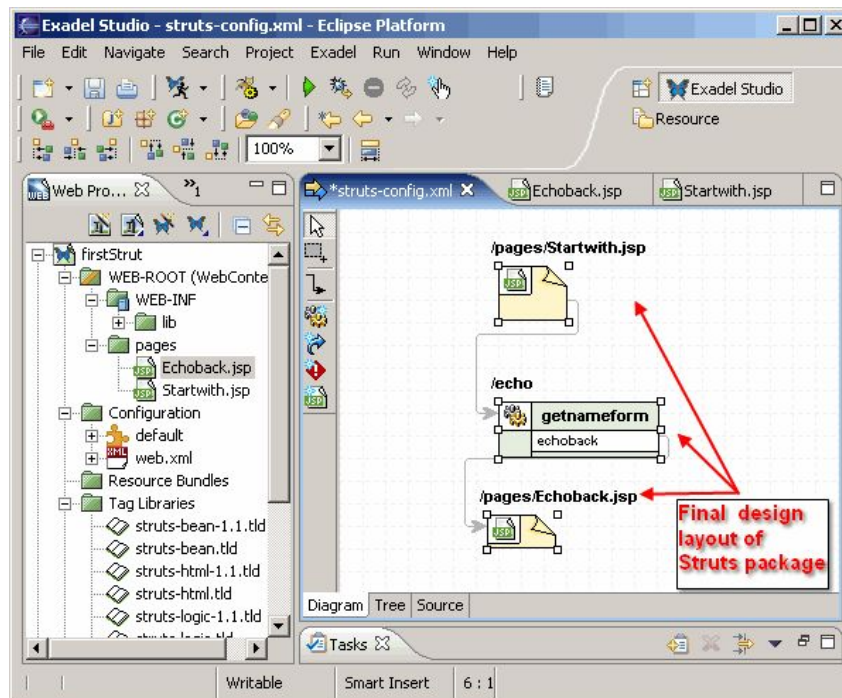 Exadel Studio - struts-config.xml - Eclipse Platform
File Edit Navigate Search Project Exadel Run Window Help
Exadel Studio
Resource
100%
Web Pro...
»1
*struts-config.xml
Echoback.jsp
Startwith.jsp
firstStrut
WEB-ROOT (WebConte
WEB-INF
lib
pages
Echoback.jsp
Startwith.jsp
Configuration
default
web.xml
Resource Bundles
Tag Libraries
struts-bean-1.1.tld
struts-bean.tld
struts-html-1.1.tld
struts-html.tld
struts-logic-1.1.tld
/pages/Startwith.jsp
/echo
getnameform
echoback
/pages/Echoback.jsp
Final design
layout of
Struts package
Diagram Tree Source
Tasks
Writable Smart Insert 6 : 1